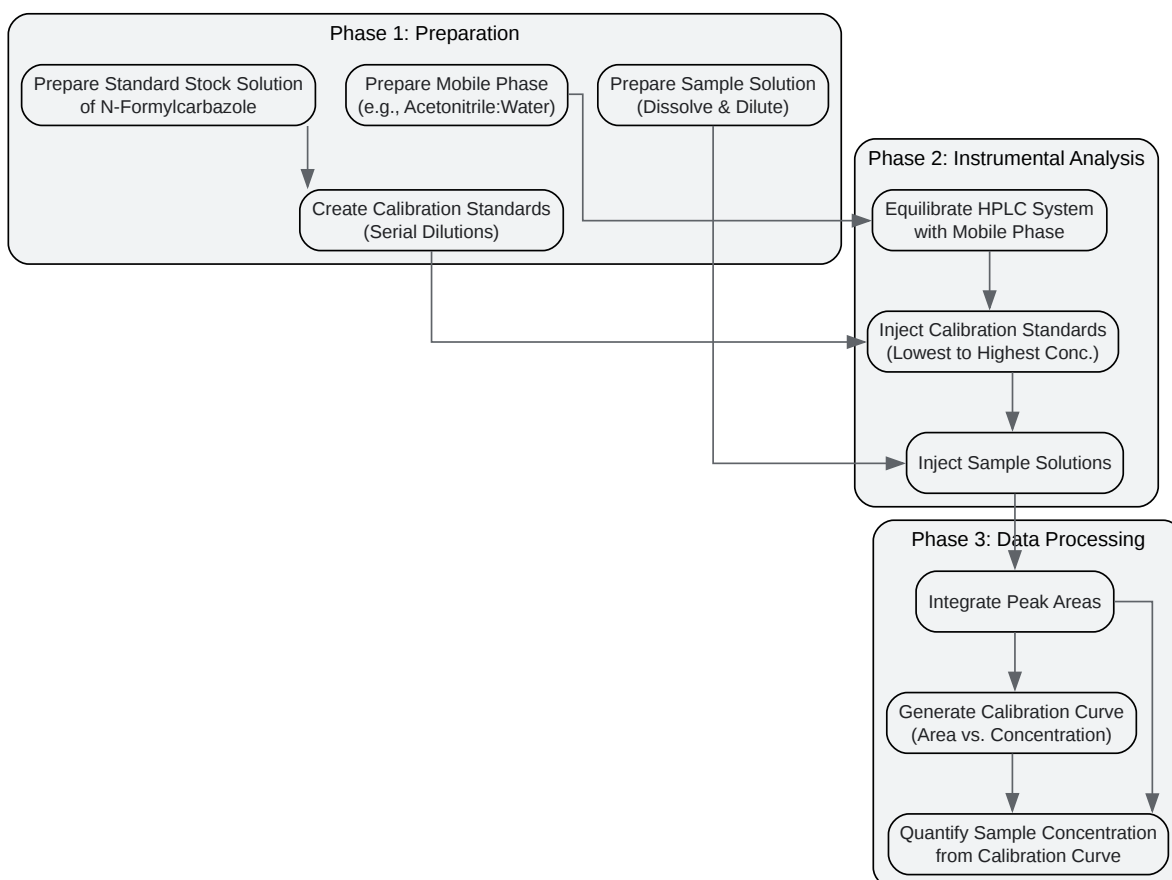 Phase 1: Preparation
Prepare Standard Stock Solution
of N-Formylcarbazole
Prepare Mobile Phase
(e.g., Acetonitrile:Water)
Prepare Sample Solution
(Dissolve & Dilute)
Create Calibration Standards
(Serial Dilutions)
Phase 2: Instrumental Analysis
Equilibrate HPLC System
with Mobile Phase
Inject Calibration Standards
(Lowest to Highest Conc.)
Inject Sample Solutions
Phase 3: Data Processing
Integrate Peak Areas
Generate Calibration Curve
(Area vs. Concentration)
Quantify Sample Concentration
from Calibration Curve